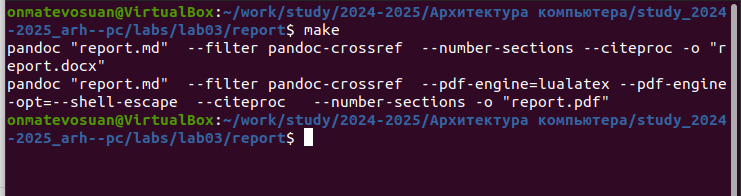 onmatevosuan@VirtualBox:~/work/study/2024-2025/Архитектура компьютера/study_2024
-2025_arh--pc/labs/lab03/report$ make
pandoc "report.md"  --filter pandoc-crossref  --number-sections --citeproc -o "r
eport.docx"
pandoc "report.md"  --filter pandoc-crossref  --pdf-engine=lualatex --pdf-engine
-opt=--shell-escape  --citeproc   --number-sections -o "report.pdf"
onmatevosuan@VirtualBox:~/work/study/2024-2025/Архитектура компьютера/study_2024
-2025_arh--pc/labs/lab03/report$